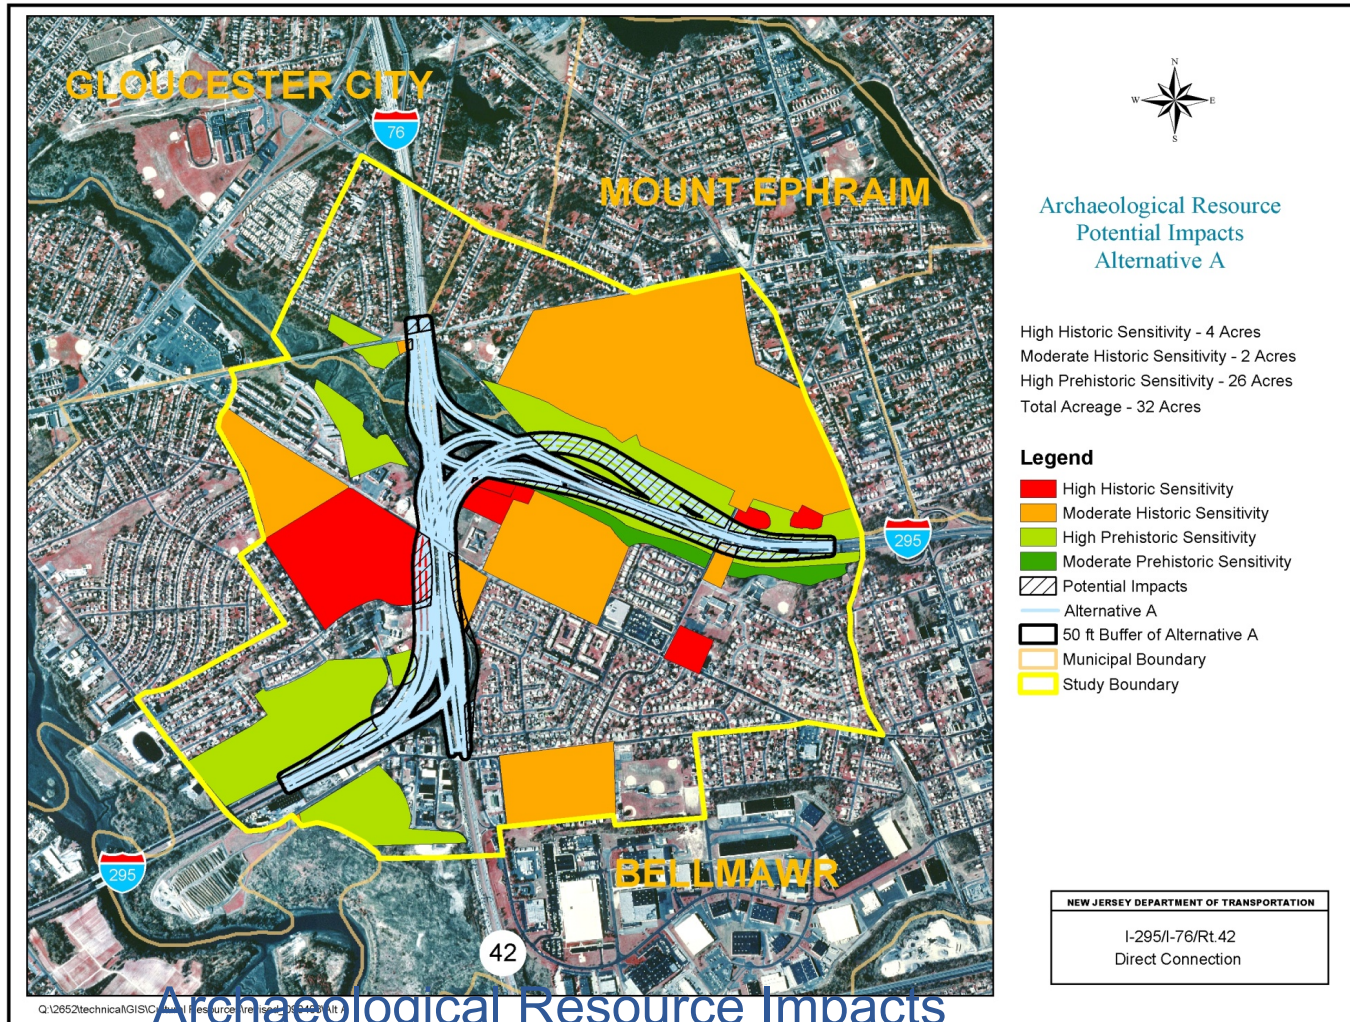 GLOUCESTER CITY
76
MOUNT EPHRAIM
295
295
BELLMAWR
42
N
W E
S
Archaeological Resource
Potential Impacts
Alternative A
High Historic Sensitivity - 4 Acres
Moderate Historic Sensitivity - 2 Acres
High Prehistoric Sensitivity - 26 Acres
Total Acreage - 32 Acres
Legend
High Historic Sensitivity
Moderate Historic Sensitivity
High Prehistoric Sensitivity
Moderate Prehistoric Sensitivity
Potential Impacts
Alternative A
50 ft Buffer of Alternative A
Municipal Boundary
Study Boundary
NEW JERSEY DEPARTMENT OF TRANSPORTATION
I-295/I-76/Rt.42
Direct Connection
Archaeological Resource Impacts